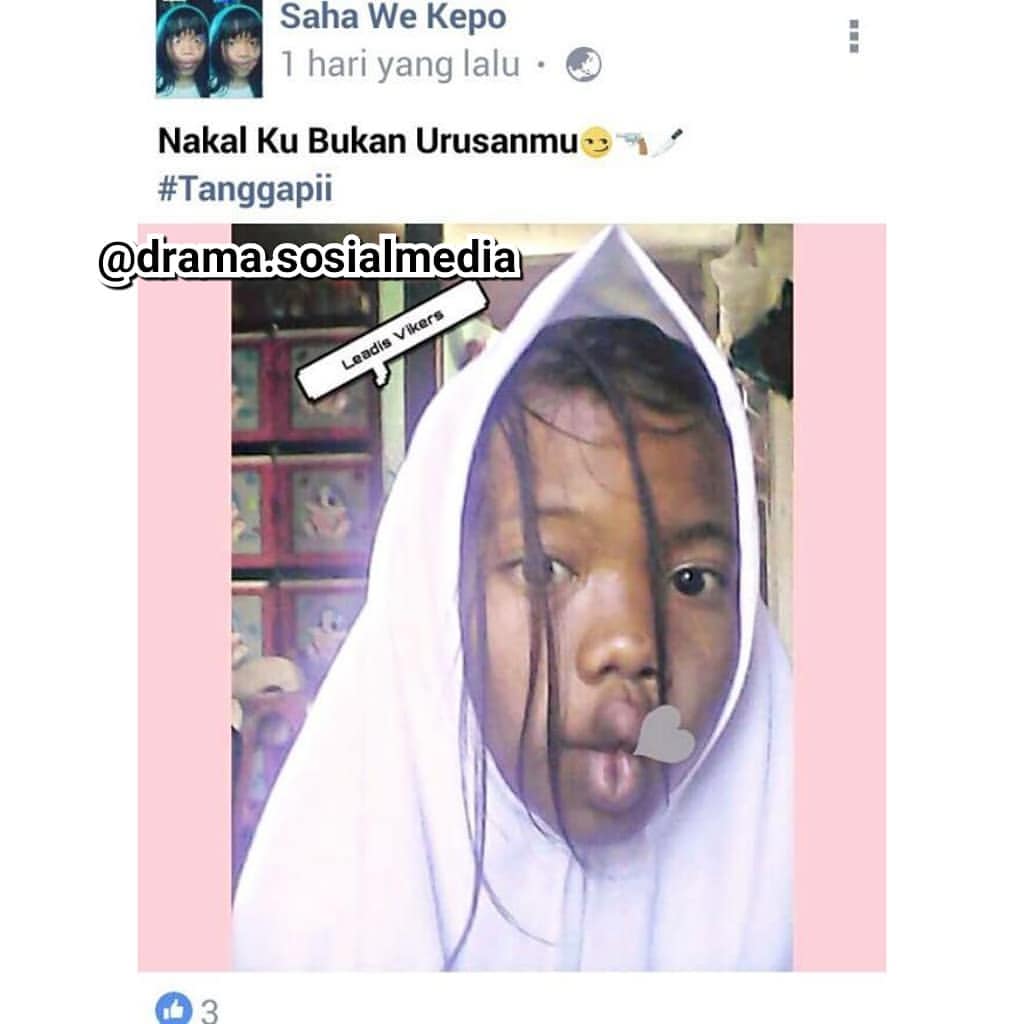 Saha We Kepo
1 hari yang lalu ·
Nakal Ku Bukan Urusanmu😏🔫🔪
#Tanggapii
@drama.sosialmedia
Leadis Vikers
3